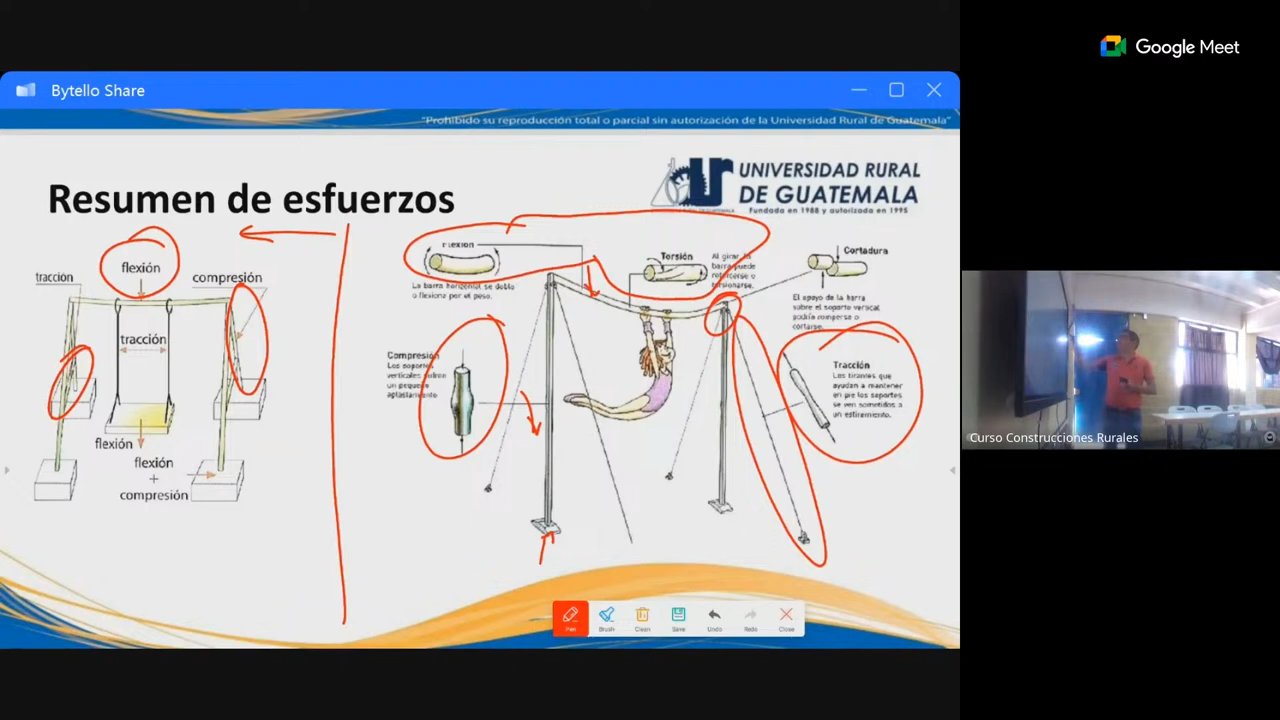 Google Meet
Bytello Share
"Prohibido su reproducción total o parcial sin autorización de la Universidad Rural de Guatemala"
Resumen de esfuerzos
UNIVERSIDAD RURAL
DE GUATEMALA
Fundada en 1988 y autorizada en 1995
tracción
flexión
compresión
tracción
flexión
flexión
+
compresión
Flexión
La barra horizontal se dobla
o flexiona por el peso.
Torsión
Al girar, la
barra puede
retorcerse o
torsionarse.
Cortadura
El apoyo de la barra
sobre el soporte vertical
podría romperse o
cortarse.
Compresión
Los soportes
verticales sufren
un pequeño
aplastamiento
Tracción
Los tirantes que
ayudan a mantener
en pie los soportes
se ven sometidos a
un estiramiento.
Pen
Brush
Clean
Save
Undo
Redo
Close
Curso Construcciones Rurales